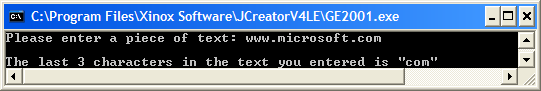 C:\Program Files\Xinox Software\JCreatorV4LE\GE2001.exe
Please enter a piece of text: www.microsoft.com
The last 3 characters in the text you entered is "com"